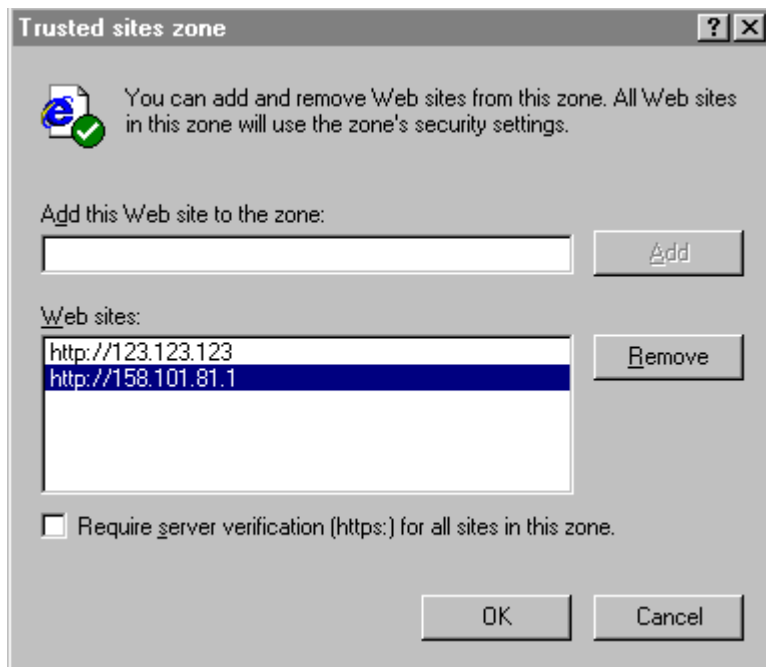 Trusted sites zone
You can add and remove Web sites from this zone. All Web sites
in this zone will use the zone's security settings.
Add this Web site to the zone:
Add
Web sites:
http://123.123.123
http://158.101.81.1
Remove
Require server verification (https:) for all sites in this zone.
OK Cancel